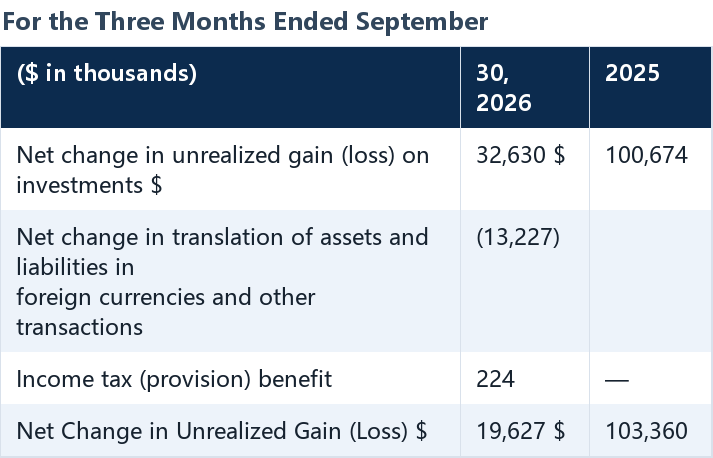 For the Three Months Ended September
($ in thousands) 30, 2025
2026
Net change in unrealized gain (loss) on 32,630 $ 100,674
investments $
Net change in translation of assets and (13,227)
liabilities in
foreign currencies and other
transactions
Income tax (provision) benefit 224 —
Net Change in Unrealized Gain (Loss) $ 19,627 $ 103,360